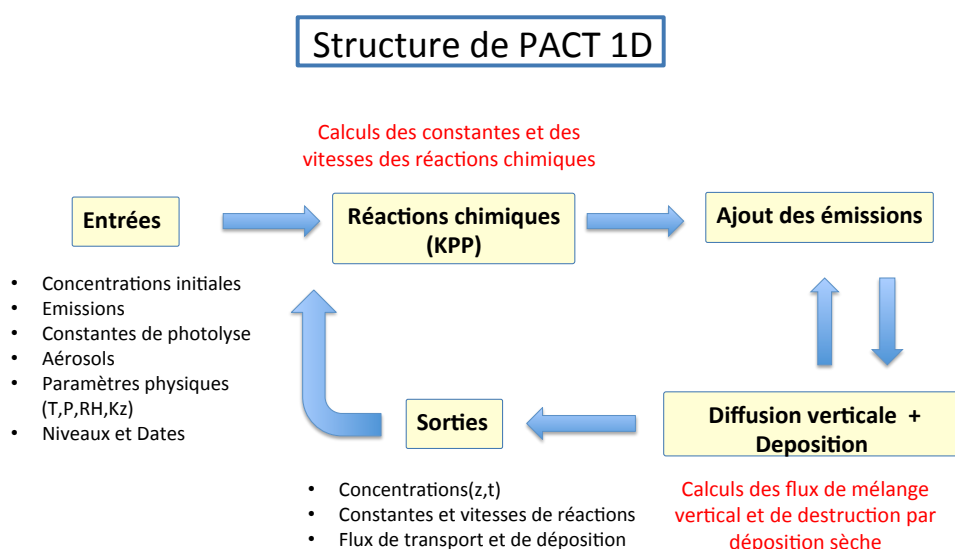 Structure de PACT 1D
Calculs des constantes et des
vitesses des réactions chimiques
Entrées
Réactions chimiques
(KPP)
Ajout des émissions
• Concentrations initiales
• Emissions
• Constantes de photolyse
• Aérosols
• Paramètres physiques
(T,P,RH,Kz)
• Niveaux et Dates
Sorties
Diffusion verticale +
Deposition
• Concentrations(z,t)
• Constantes et vitesses de réactions
• Flux de transport et de déposition
Calculs des flux de mélange
vertical et de destruction par
déposition sèche